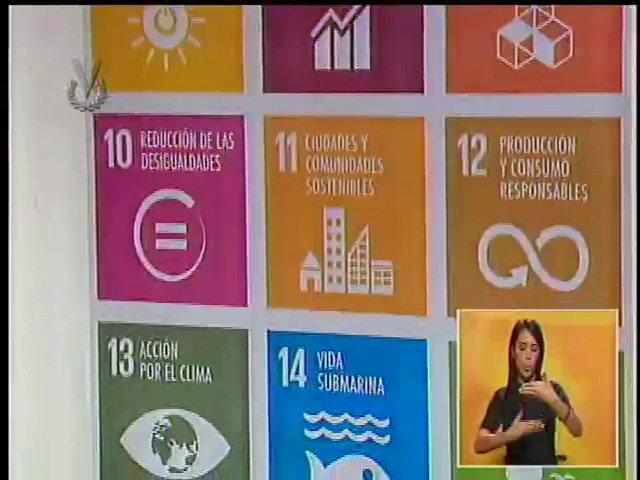 10 REDUCCIÓN DE LAS
DESIGUALDADES
11 CIUDADES Y
COMUNIDADES
SOSTENIBLES
12 PRODUCCIÓN
Y CONSUMO
RESPONSABLES
13 ACCIÓN
POR EL CLIMA
14 VIDA
SUBMARINA